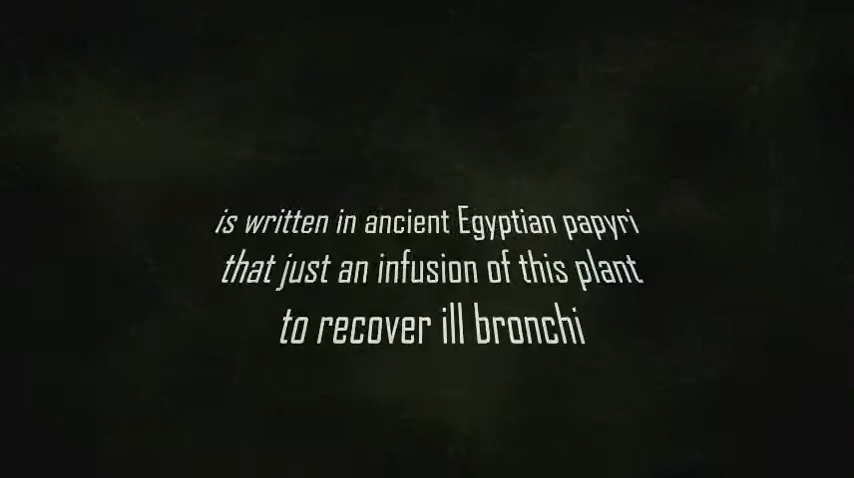 is written in ancient Egyptian papyri
that just an infusion of this plant
to recover ill bronchi